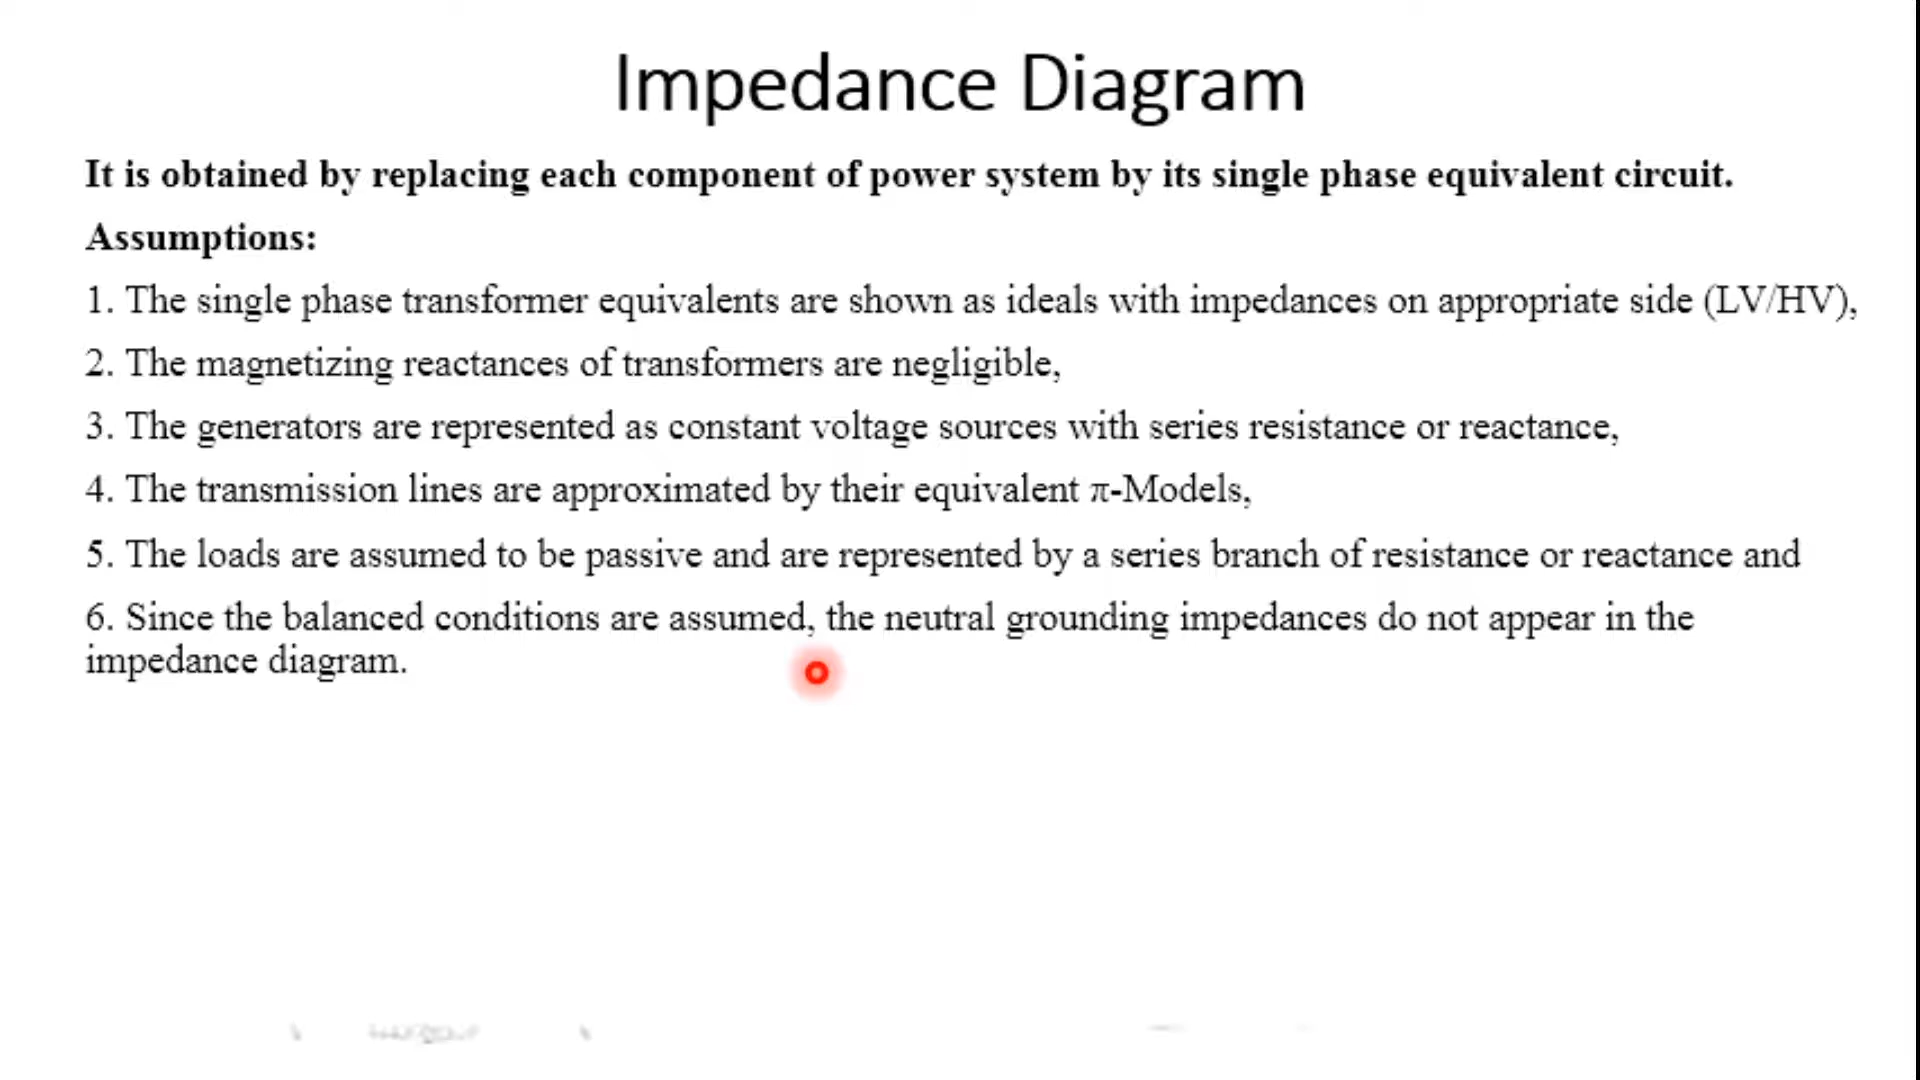 Impedance Diagram
It is obtained by replacing each component of power system by its single phase equivalent circuit.
Assumptions:
1. The single phase transformer equivalents are shown as ideals with impedances on appropriate side (LV/HV),
2. The magnetizing reactances of transformers are negligible,
3. The generators are represented as constant voltage sources with series resistance or reactance,
4. The transmission lines are approximated by their equivalent π-Models,
5. The loads are assumed to be passive and are represented by a series branch of resistance or reactance and
6. Since the balanced conditions are assumed, the neutral grounding impedances do not appear in the
impedance diagram.